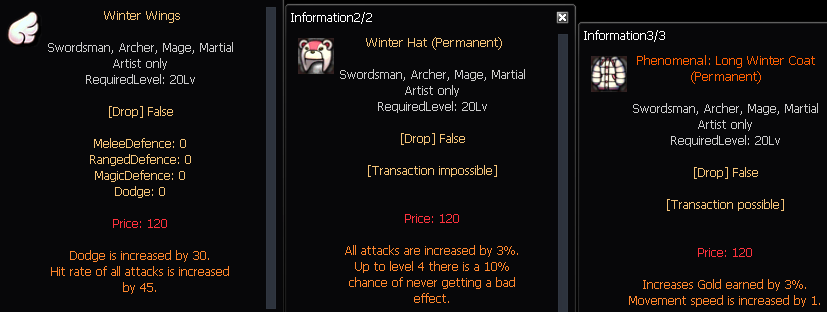 Winter Wings
Swordsman, Archer, Mage, Martial
Artist only
RequiredLevel: 20Lv
[Drop] False
MeleeDefence: 0
RangedDefence: 0
MagicDefence: 0
Dodge: 0
Price: 120
Dodge is increased by 30.
Hit rate of all attacks is increased
by 45.
Information2/2
Winter Hat (Permanent)
Swordsman, Archer, Mage, Martial
Artist only
RequiredLevel: 20Lv
[Drop] False
[Transaction impossible]
Price: 120
All attacks are increased by 3%.
Up to level 4 there is a 10%
chance of never getting a bad
effect.
Information3/3
Phenomenal: Long Winter Coat
(Permanent)
Swordsman, Archer, Mage, Martial
Artist only
RequiredLevel: 20Lv
[Drop] False
[Transaction possible]
Price: 120
Increases Gold earned by 3%.
Movement speed is increased by 1.